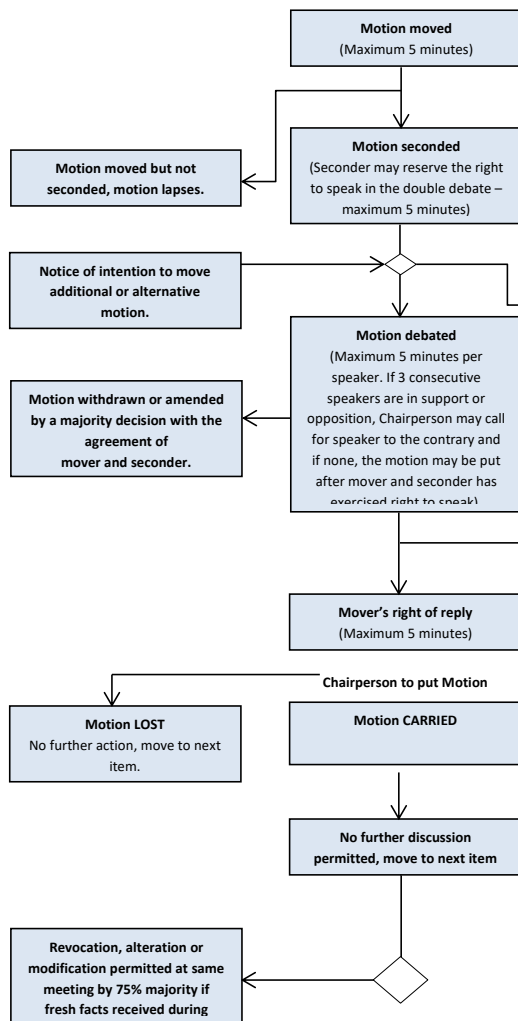 Motion moved
(Maximum 5 minutes)
Motion seconded
(Seconder may reserve the right
to speak in the double debate –
maximum 5 minutes)
Motion moved but not
seconded, motion lapses.
Notice of intention to move
additional or alternative
motion.
Motion debated
(Maximum 5 minutes per
speaker. If 3 consecutive
speakers are in support or
opposition, Chairperson may call
for speaker to the contrary and
if none, the motion may be put
after mover and seconder has
exercised right to speak)
Motion withdrawn or amended
by a majority decision with the
agreement of
mover and seconder.
Mover's right of reply
(Maximum 5 minutes)
Chairperson to put Motion
Motion LOST
No further action, move to next
item.
Motion CARRIED
No further discussion
permitted, move to next item
Revocation, alteration or
modification permitted at same
meeting by 75% majority if
fresh facts received during